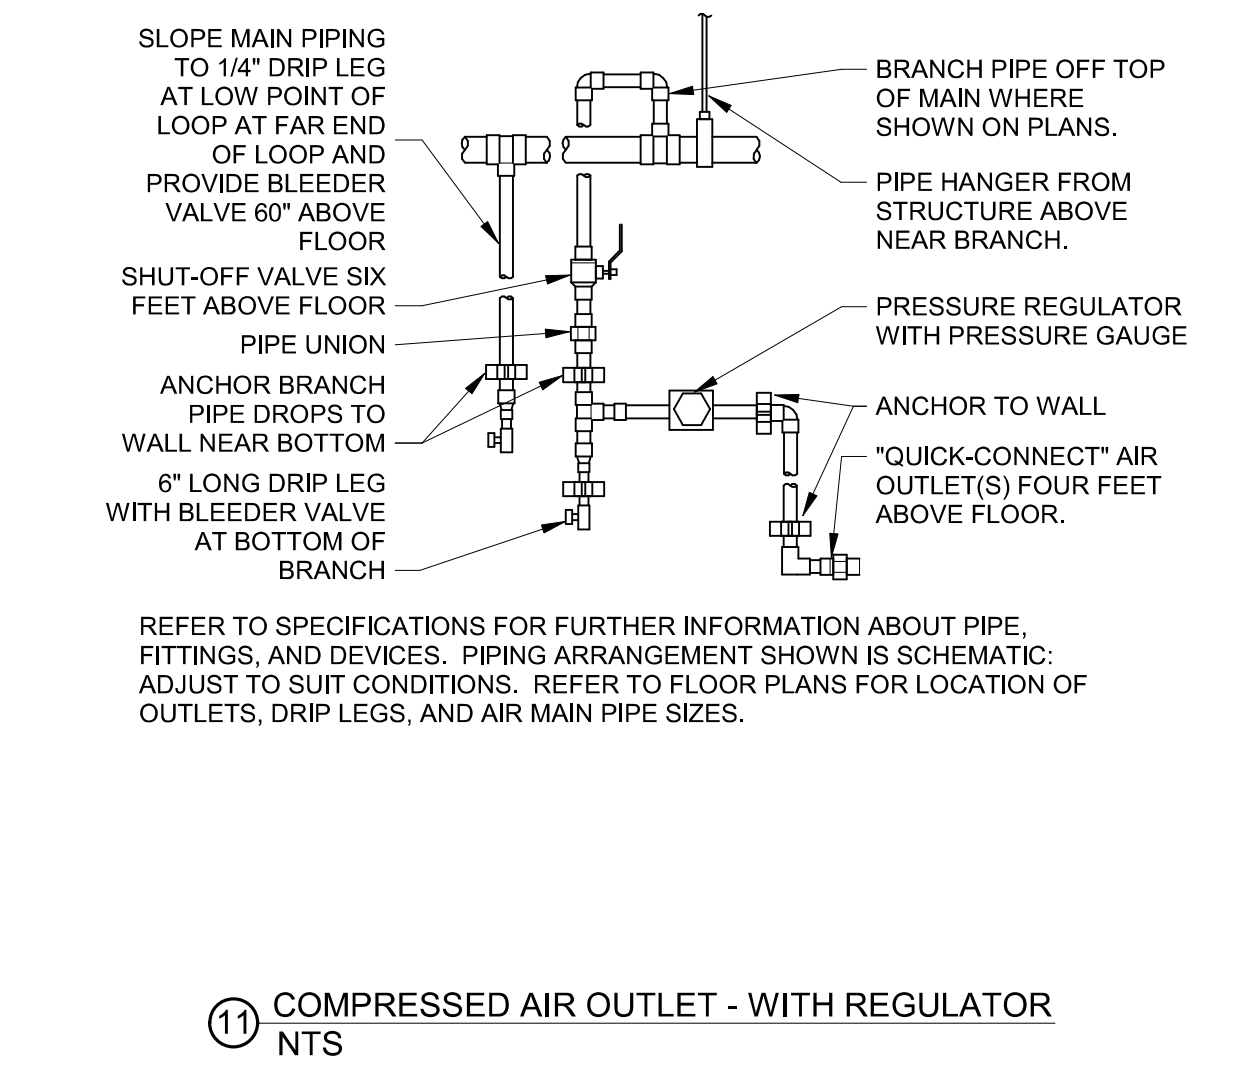 SLOPE MAIN PIPING
TO 1/4" DRIP LEG
AT LOW POINT OF
LOOP AT FAR END
OF LOOP AND
PROVIDE BLEEDER
VALVE 60" ABOVE
FLOOR
SHUT-OFF VALVE SIX
FEET ABOVE FLOOR
PIPE UNION
ANCHOR BRANCH
PIPE DROPS TO
WALL NEAR BOTTOM
6" LONG DRIP LEG
WITH BLEEDER VALVE
AT BOTTOM OF
BRANCH
BRANCH PIPE OFF TOP
OF MAIN WHERE
SHOWN ON PLANS.
PIPE HANGER FROM
STRUCTURE ABOVE
NEAR BRANCH.
PRESSURE REGULATOR
WITH PRESSURE GAUGE
ANCHOR TO WALL
"QUICK-CONNECT" AIR
OUTLET(S) FOUR FEET
ABOVE FLOOR.
REFER TO SPECIFICATIONS FOR FURTHER INFORMATION ABOUT PIPE,
FITTINGS, AND DEVICES.  PIPING ARRANGEMENT SHOWN IS SCHEMATIC:
ADJUST TO SUIT CONDITIONS.  REFER TO FLOOR PLANS FOR LOCATION OF
OUTLETS, DRIP LEGS, AND AIR MAIN PIPE SIZES.
11 COMPRESSED AIR OUTLET - WITH REGULATOR
NTS